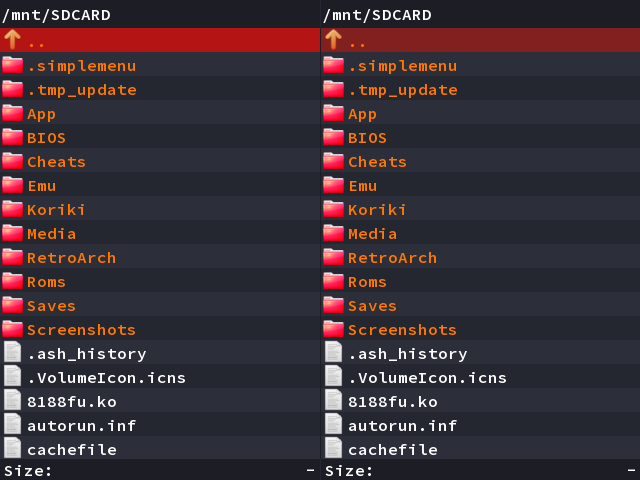 /mnt/SDCARD
..
.simplemenu
.tmp_update
App
BIOS
Cheats
Emu
Koriki
Media
RetroArch
Roms
Saves
Screenshots
.ash_history
.VolumeIcon.icns
8188fu.ko
autorun.inf
cachefile
Size: -
/mnt/SDCARD
..
.simplemenu
.tmp_update
App
BIOS
Cheats
Emu
Koriki
Media
RetroArch
Roms
Saves
Screenshots
.ash_history
.VolumeIcon.icns
8188fu.ko
autorun.inf
cachefile
Size: -